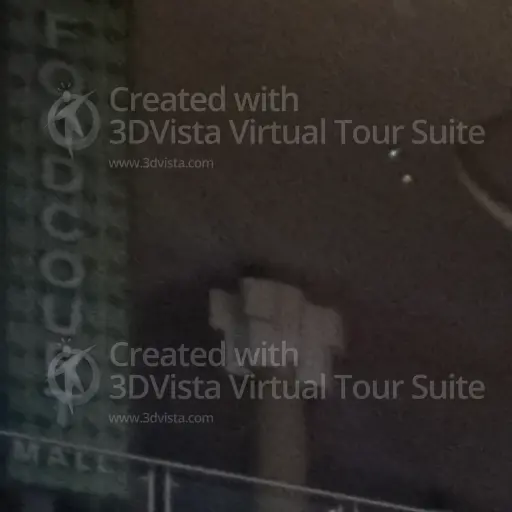 FOODCOURT
MALL
Created with
3DVista Virtual Tour Suite
www.3dvista.com
Created with
3DVista Virtual Tour Suite
www.3dvista.com